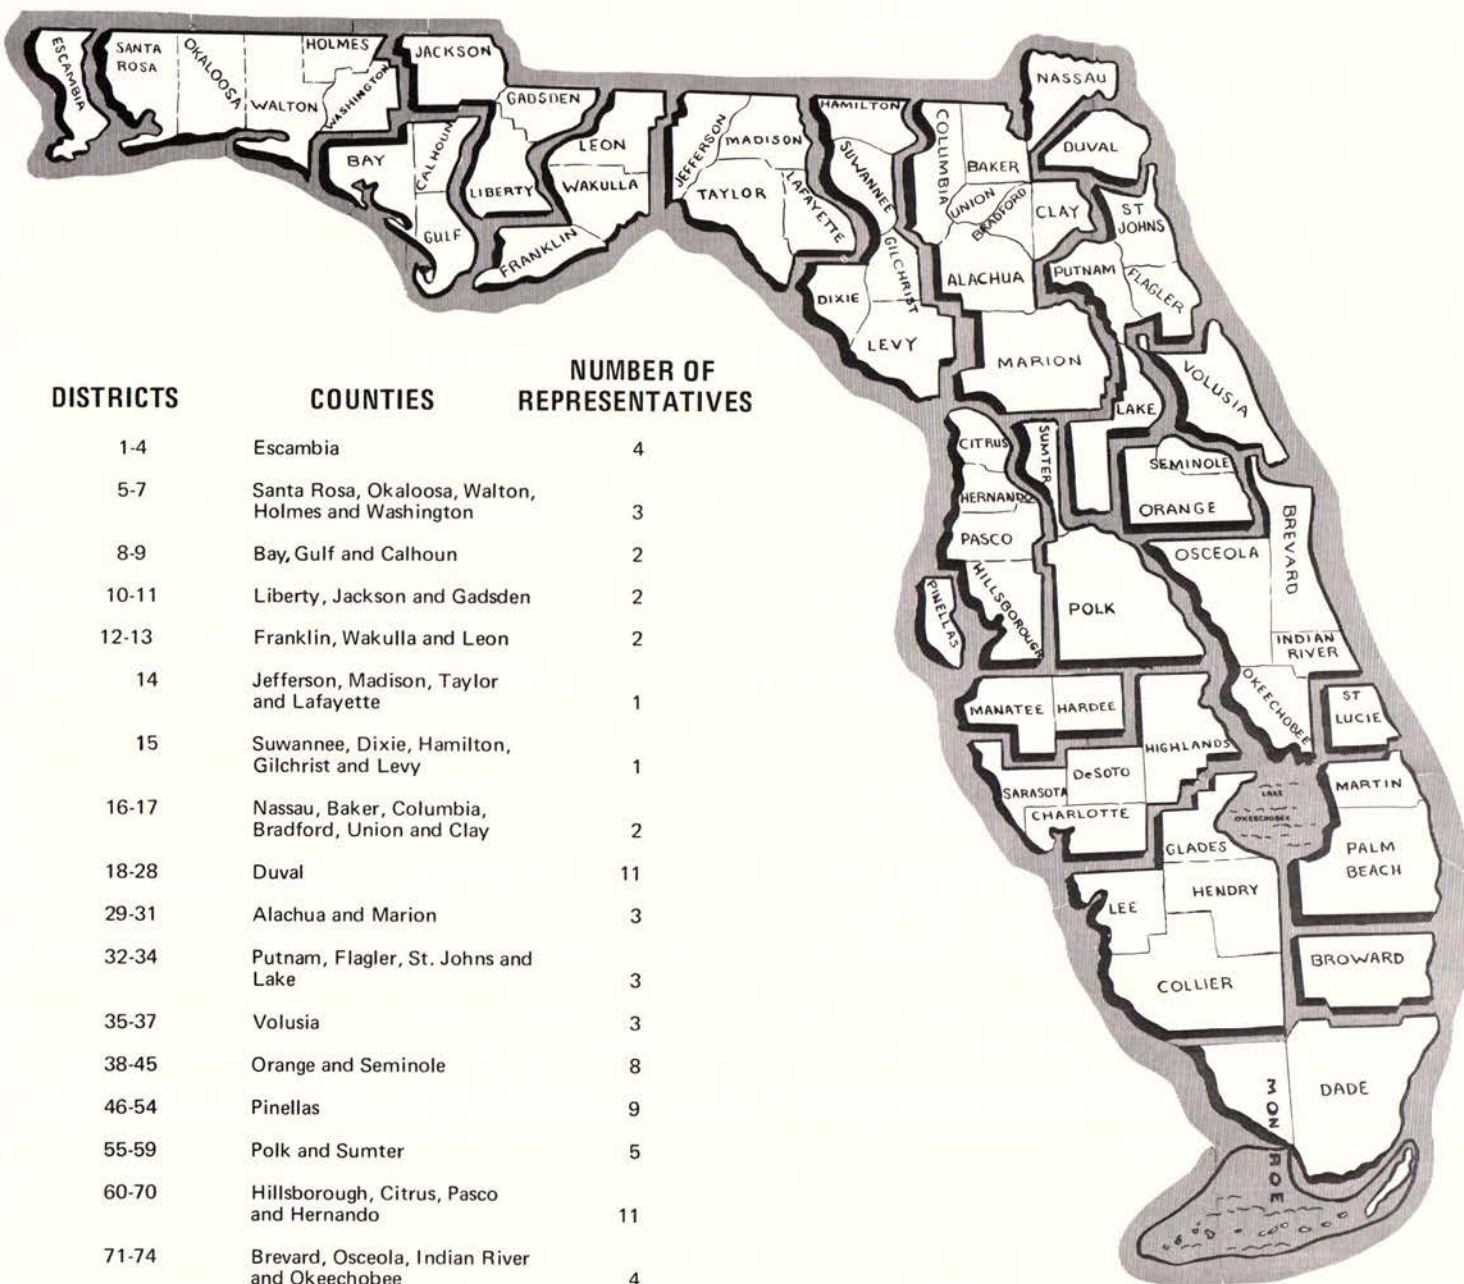 ESCAMBIA
SANTA
ROSA
OKALOOSA
WALTON
HOLMES
WASHINGTON
JACKSON
BAY
CALHOUN
GULF
GADSDEN
LIBERTY
LEON
WAKULLA
FRANKLIN
JEFFERSON
MADISON
TAYLOR
LAFAYETTE
HAMILTON
SUWANNEE
GILCHRIST
DIXIE
LEVY
COLUMBIA
BAKER
UNION
BRADFORD
CLAY
ALACHUA
NASSAU
DUVAL
ST
JOHNS
PUTNAM
FLAGLER
MARION
LAKE
VOLUSIA
CITRUS
SUMTER
HERNANDO
PASCO
SEMINOLE
ORANGE
BREVARD
OSCEOLA
PINELLAS
HILLSBOROUGH
POLK
INDIAN
RIVER
OKEECHOBEE
ST
LUCIE
MANATEE
HARDEE
HIGHLANDS
SARASOTA
DeSOTO
CHARLOTTE
LAKE
OKEECHOBEE
MARTIN
GLADES
PALM
BEACH
LEE
HENDRY
COLLIER
BROWARD
MONROE
DADE
DISTRICTS COUNTIES NUMBER OF
REPRESENTATIVES
1-4 Escambia 4
5-7 Santa Rosa, Okaloosa, Walton,
Holmes and Washington 3
8-9 Bay, Gulf and Calhoun 2
10-11 Liberty, Jackson and Gadsden 2
12-13 Franklin, Wakulla and Leon 2
14 Jefferson, Madison, Taylor
and Lafayette 1
15 Suwannee, Dixie, Hamilton,
Gilchrist and Levy 1
16-17 Nassau, Baker, Columbia,
Bradford, Union and Clay 2
18-28 Duval 11
29-31 Alachua and Marion 3
32-34 Putnam, Flagler, St. Johns and
Lake 3
35-37 Volusia 3
38-45 Orange and Seminole 8
46-54 Pinellas 9
55-59 Polk and Sumter 5
60-70 Hillsborough, Citrus, Pasco
and Hernando 11
71-74 Brevard, Osceola, Indian River
and Okeechobee 4